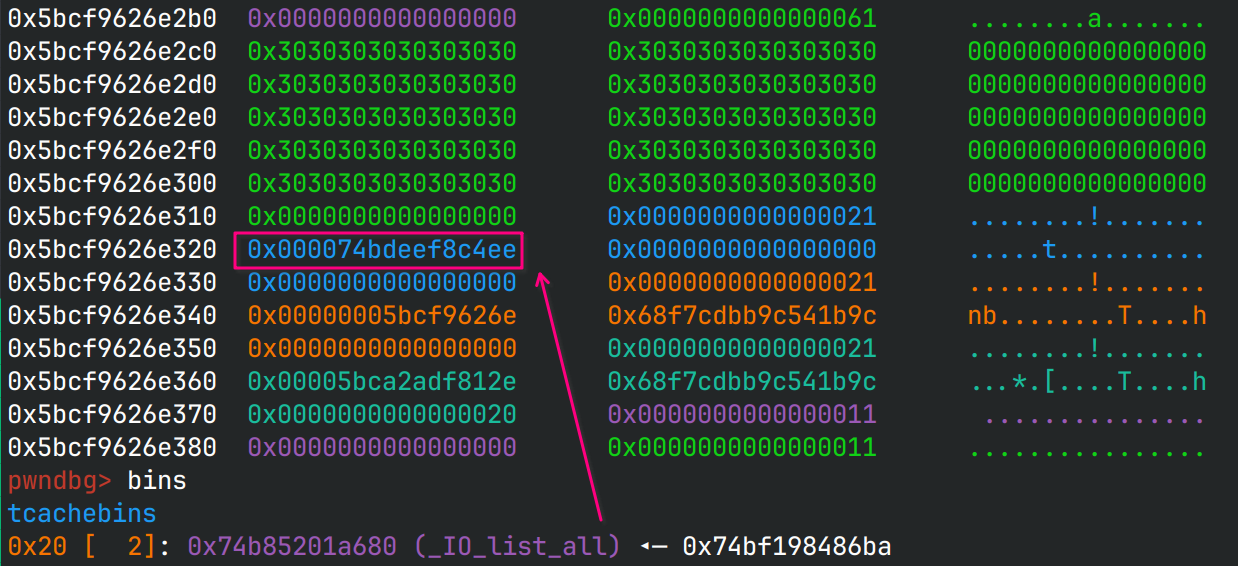 0x5bcf9626e2b0 0x0000000000000000 0x0000000000000061 ........a.......
0x5bcf9626e2c0 0x3030303030303030 0x3030303030303030 0000000000000000
0x5bcf9626e2d0 0x3030303030303030 0x3030303030303030 0000000000000000
0x5bcf9626e2e0 0x3030303030303030 0x3030303030303030 0000000000000000
0x5bcf9626e2f0 0x3030303030303030 0x3030303030303030 0000000000000000
0x5bcf9626e300 0x3030303030303030 0x3030303030303030 0000000000000000
0x5bcf9626e310 0x0000000000000000 0x0000000000000021 ........!.......
0x5bcf9626e320 0x000074bdeef8c4ee 0x0000000000000000 .....t..........
0x5bcf9626e330 0x0000000000000000 0x0000000000000021 ........!.......
0x5bcf9626e340 0x00000005bcf9626e 0x68f7cdbb9c541b9c nb........T....h
0x5bcf9626e350 0x0000000000000000 0x0000000000000021 ........!.......
0x5bcf9626e360 0x00005bca2adf812e 0x68f7cdbb9c541b9c ...*.[....T....h
0x5bcf9626e370 0x0000000000000020 0x0000000000000011  ...............
0x5bcf9626e380 0x0000000000000000 0x0000000000000011 ................
pwndbg> bins
tcachebins
0x20 [  2]: 0x74b85201a680 (_IO_list_all) ◂— 0x74bf198486ba